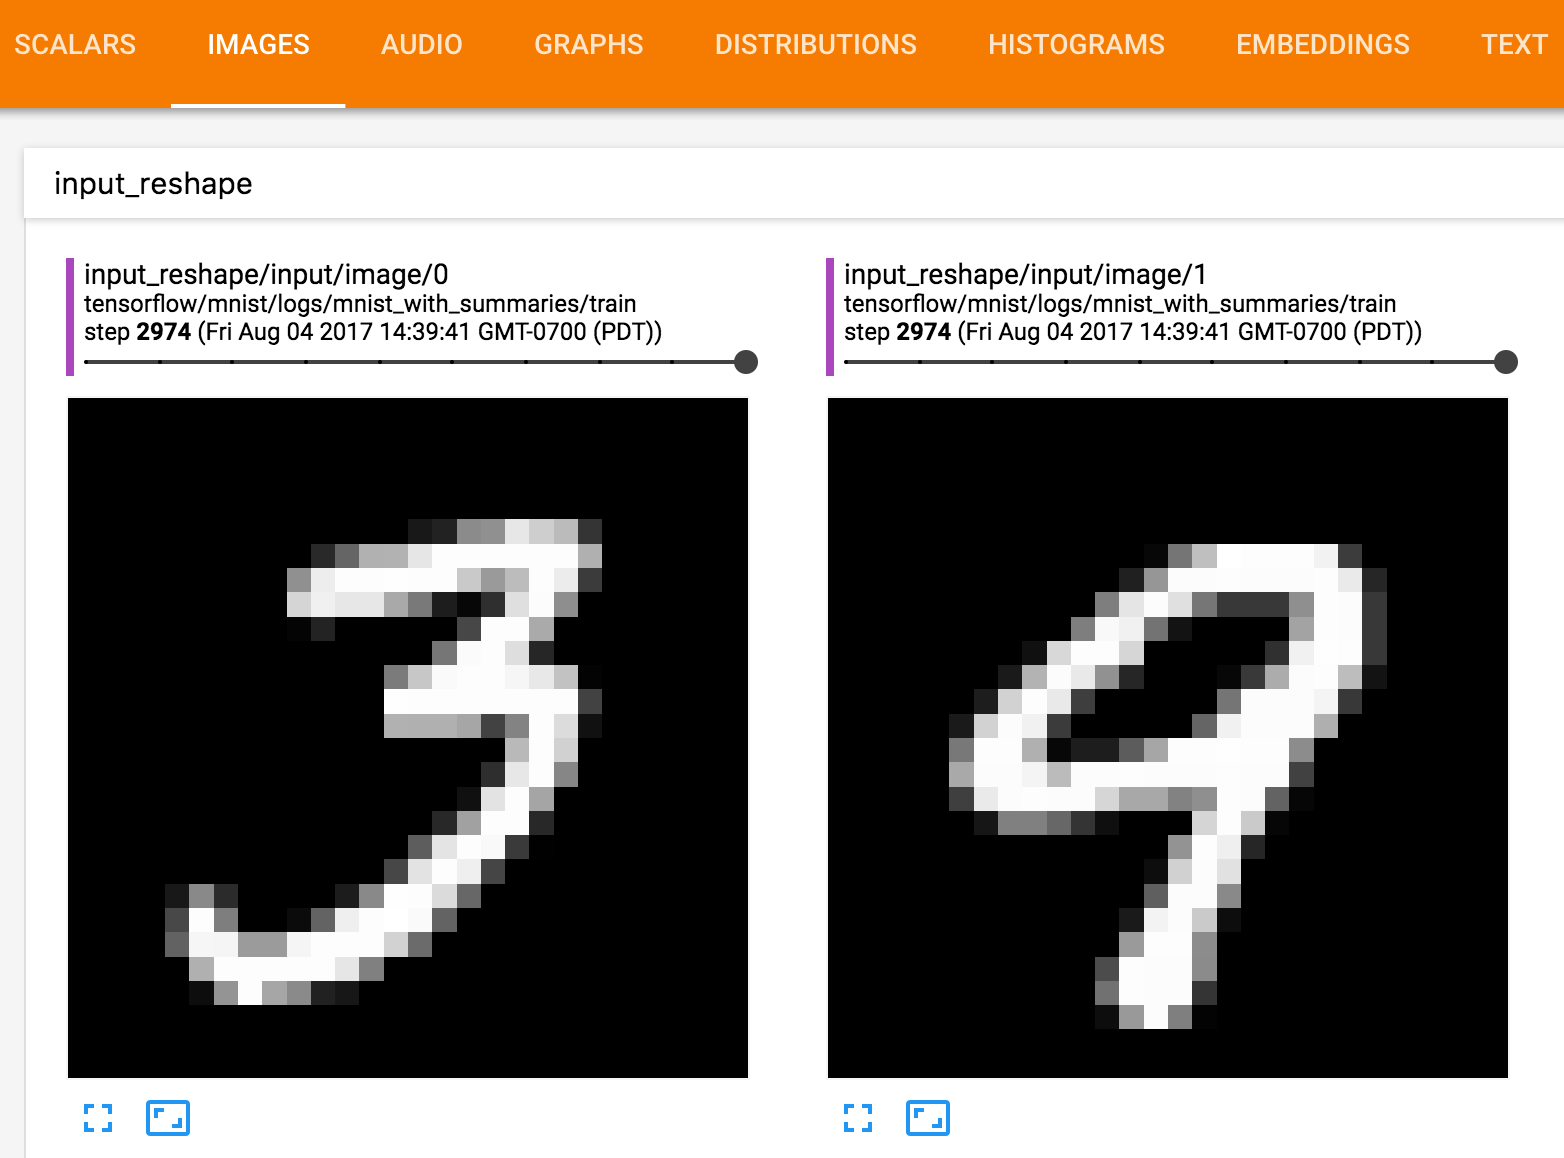 SCALARS IMAGES AUDIO GRAPHS DISTRIBUTIONS HISTOGRAMS EMBEDDINGS TEXT
input_reshape
input_reshape/input/image/0
tensorflow/mnist/logs/mnist_with_summaries/train
step 2974 (Fri Aug 04 2017 14:39:41 GMT-0700 (PDT))
3
input_reshape/input/image/1
tensorflow/mnist/logs/mnist_with_summaries/train
step 2974 (Fri Aug 04 2017 14:39:41 GMT-0700 (PDT))
9